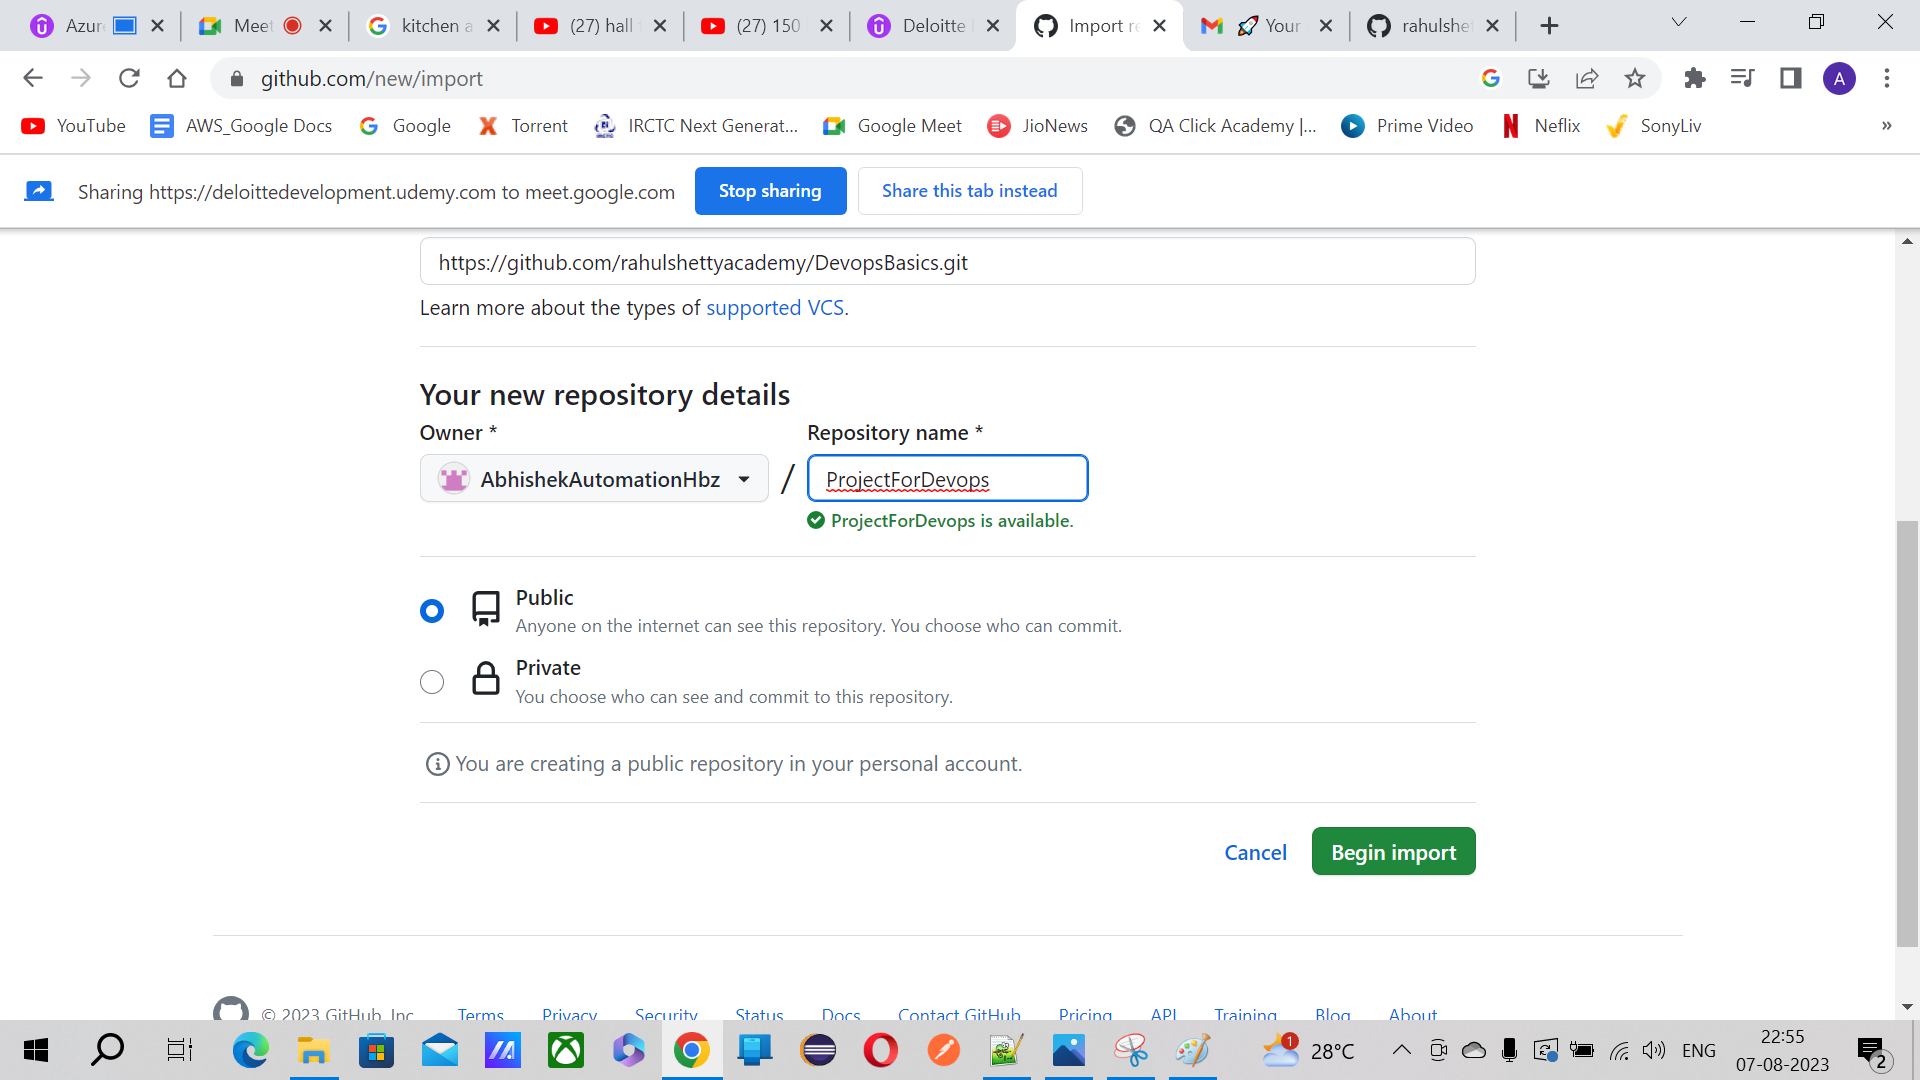 Azur
Meet
kitchen a
(27) hall
(27) 150
Deloitte
Import re
Your
rahulshet
github.com/new/import
A
YouTube
AWS_Google Docs
Google
Torrent
IRCTC Next Generat...
Google Meet
JioNews
QA Click Academy |...
Prime Video
Neflix
SonyLiv
»
Sharing https://deloittedevelopment.udemy.com to meet.google.com
Stop sharing
Share this tab instead
https://github.com/rahulshettyacademy/DevopsBasics.git
Learn more about the types of supported VCS.
Your new repository details
Owner *
Repository name *
AbhishekAutomationHbz
/
ProjectForDevops
ProjectForDevops is available.
Public
Anyone on the internet can see this repository. You choose who can commit.
Private
You choose who can see and commit to this repository.
You are creating a public repository in your personal account.
Cancel
Begin import
© 2023 GitHub, Inc.
Terms
Privacy
Security
Status
Docs
Contact GitHub
Pricing
API
Training
Blog
About
1
28°C
ENG
22:55
07-08-2023
2